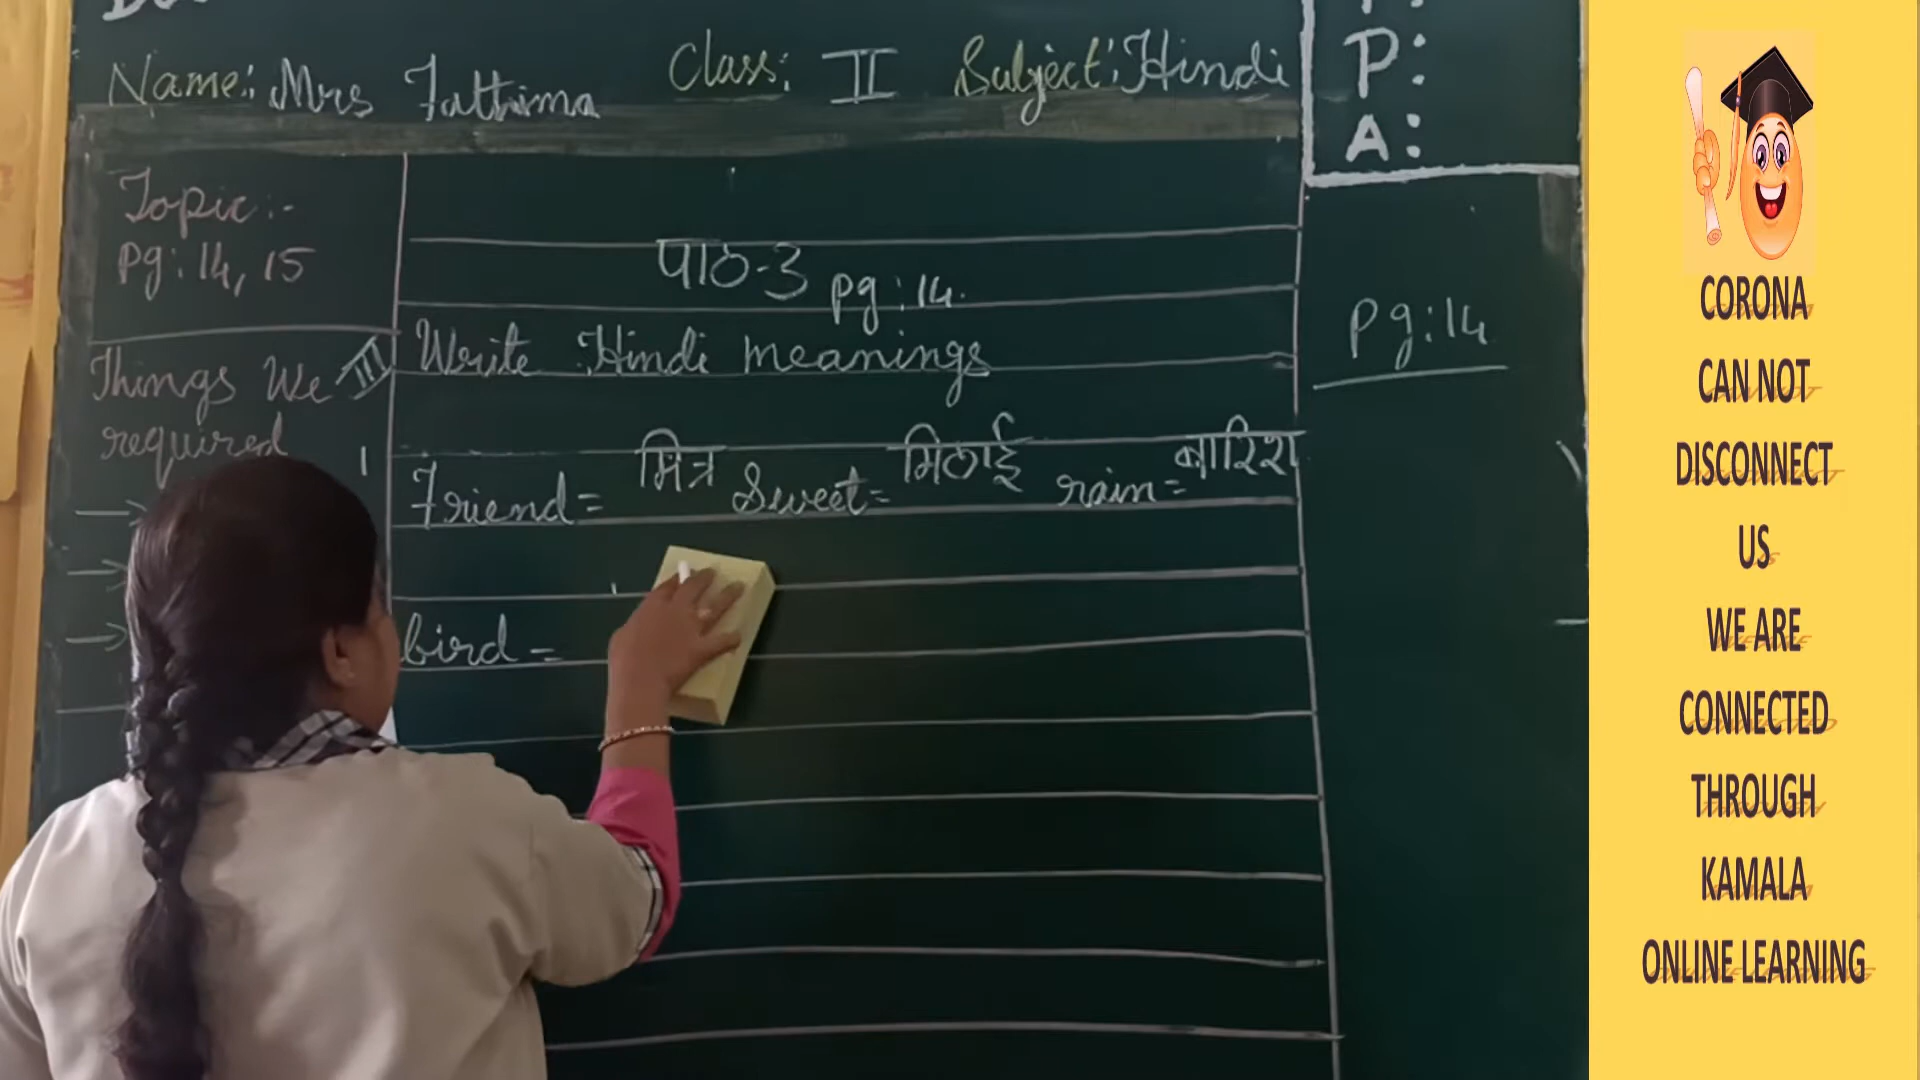 Name: Mrs Fattima Class: II Subject: Hindi
P:
A:
Topic:-
pg: 14, 15
Things We
required
पाठ-3 pg: 14.
III Write Hindi meanings
1 Friend = मित्र Sweet = मिठाई rain = बारिश
bird =
pg: 14
CORONA
CAN NOT
DISCONNECT
US
WE ARE
CONNECTED
THROUGH
KAMALA
ONLINE LEARNING